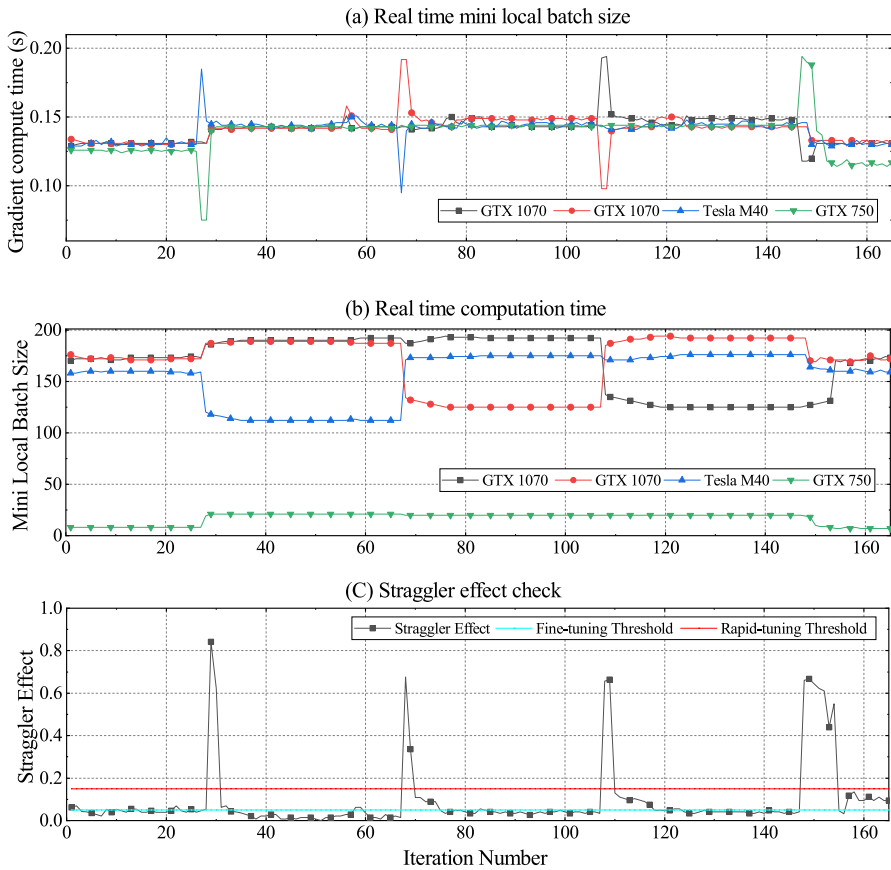 (a) Real time mini local batch size
Gradient compute time (s)
0.20
0.15
0.10
GTX 1070 GTX 1070 Tesla M40 GTX 750
0 20 40 60 80 100 120 140 160
(b) Real time computation time
Mini Local Batch Size
200
150
100
50
0
GTX 1070 GTX 1070 Tesla M40 GTX 750
0 20 40 60 80 100 120 140 160
(C) Straggler effect check
Straggler Effect
1.0
0.8
0.6
0.4
0.2
0.0
Straggler Effect Fine-tuning Threshold Rapid-tuning Threshold
0 20 40 60 80 100 120 140 160
Iteration Number